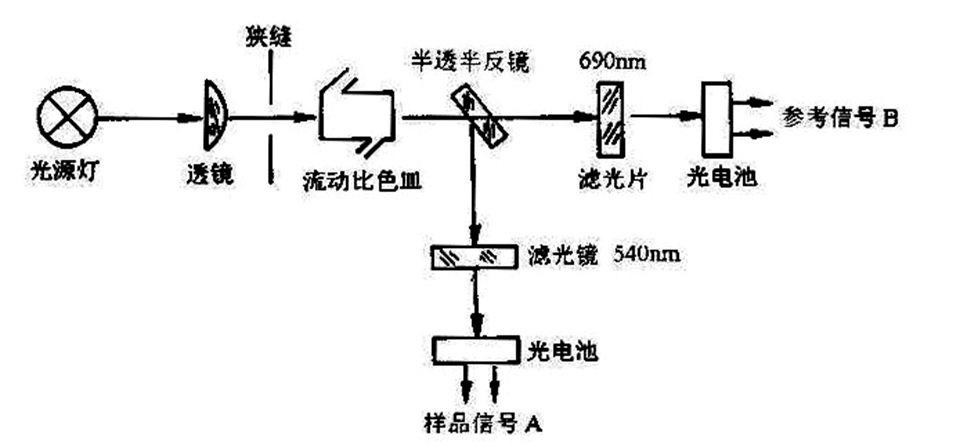 狭缝
半透半反镜
690nm
参考信号B
光源灯
透镜
流动比色皿
滤光片
光电池
滤光镜 540nm
光电池
样品信号A